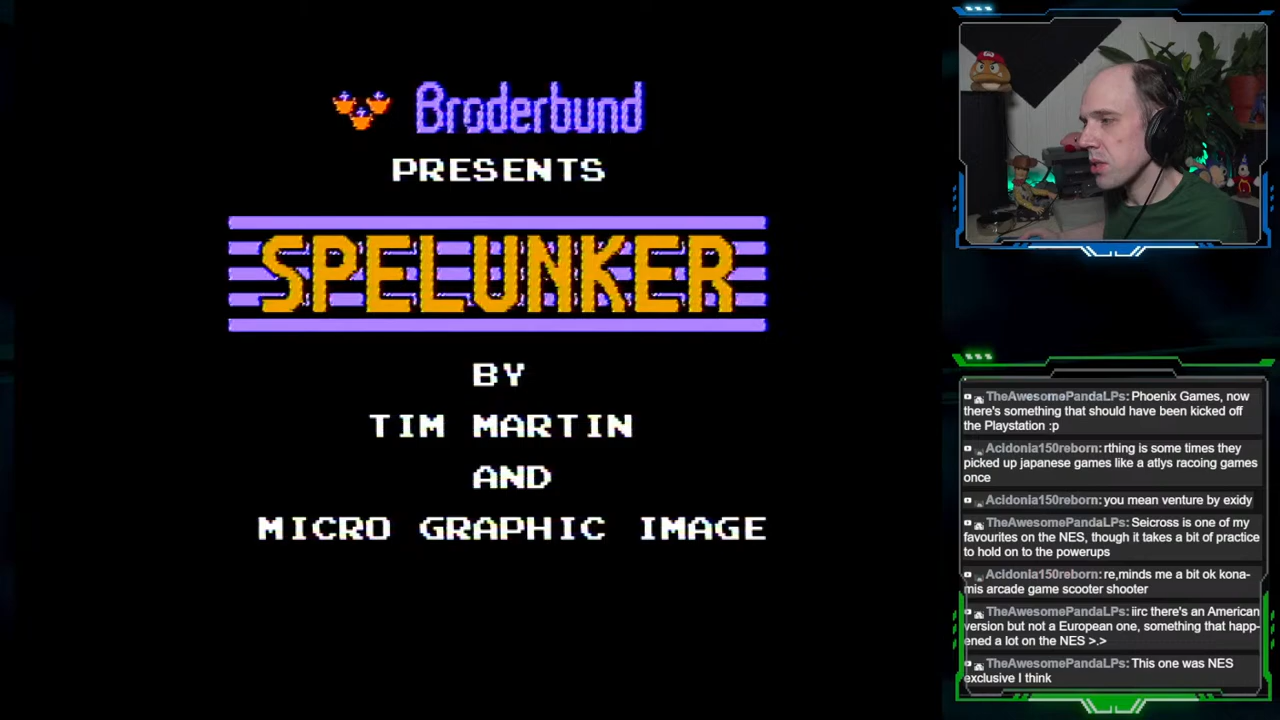 Broderbund
PRESENTS
SPELUNKER
BY
TIM MARTIN
AND
MICRO GRAPHIC IMAGE
TheAwesomePandaLPs: Phoenix Games, now
there's something that should have been kicked off
the Playstation :p
Acidonia150reborn: rthing is some times they
picked up japanese games like a atlys racoing games
once
Acidonia150reborn: you mean venture by exidy
TheAwesomePandaLPs: Seicross is one of my
favourites on the NES, though it takes a bit of practice
to hold on to the powerups
Acidonia150reborn: re,minds me a bit ok kona-
mis arcade game scooter shooter
TheAwesomePandaLPs: iirc there's an American
version but not a European one, something that happ-
ened a lot on the NES >.>
TheAwesomePandaLPs: This one was NES
exclusive I think